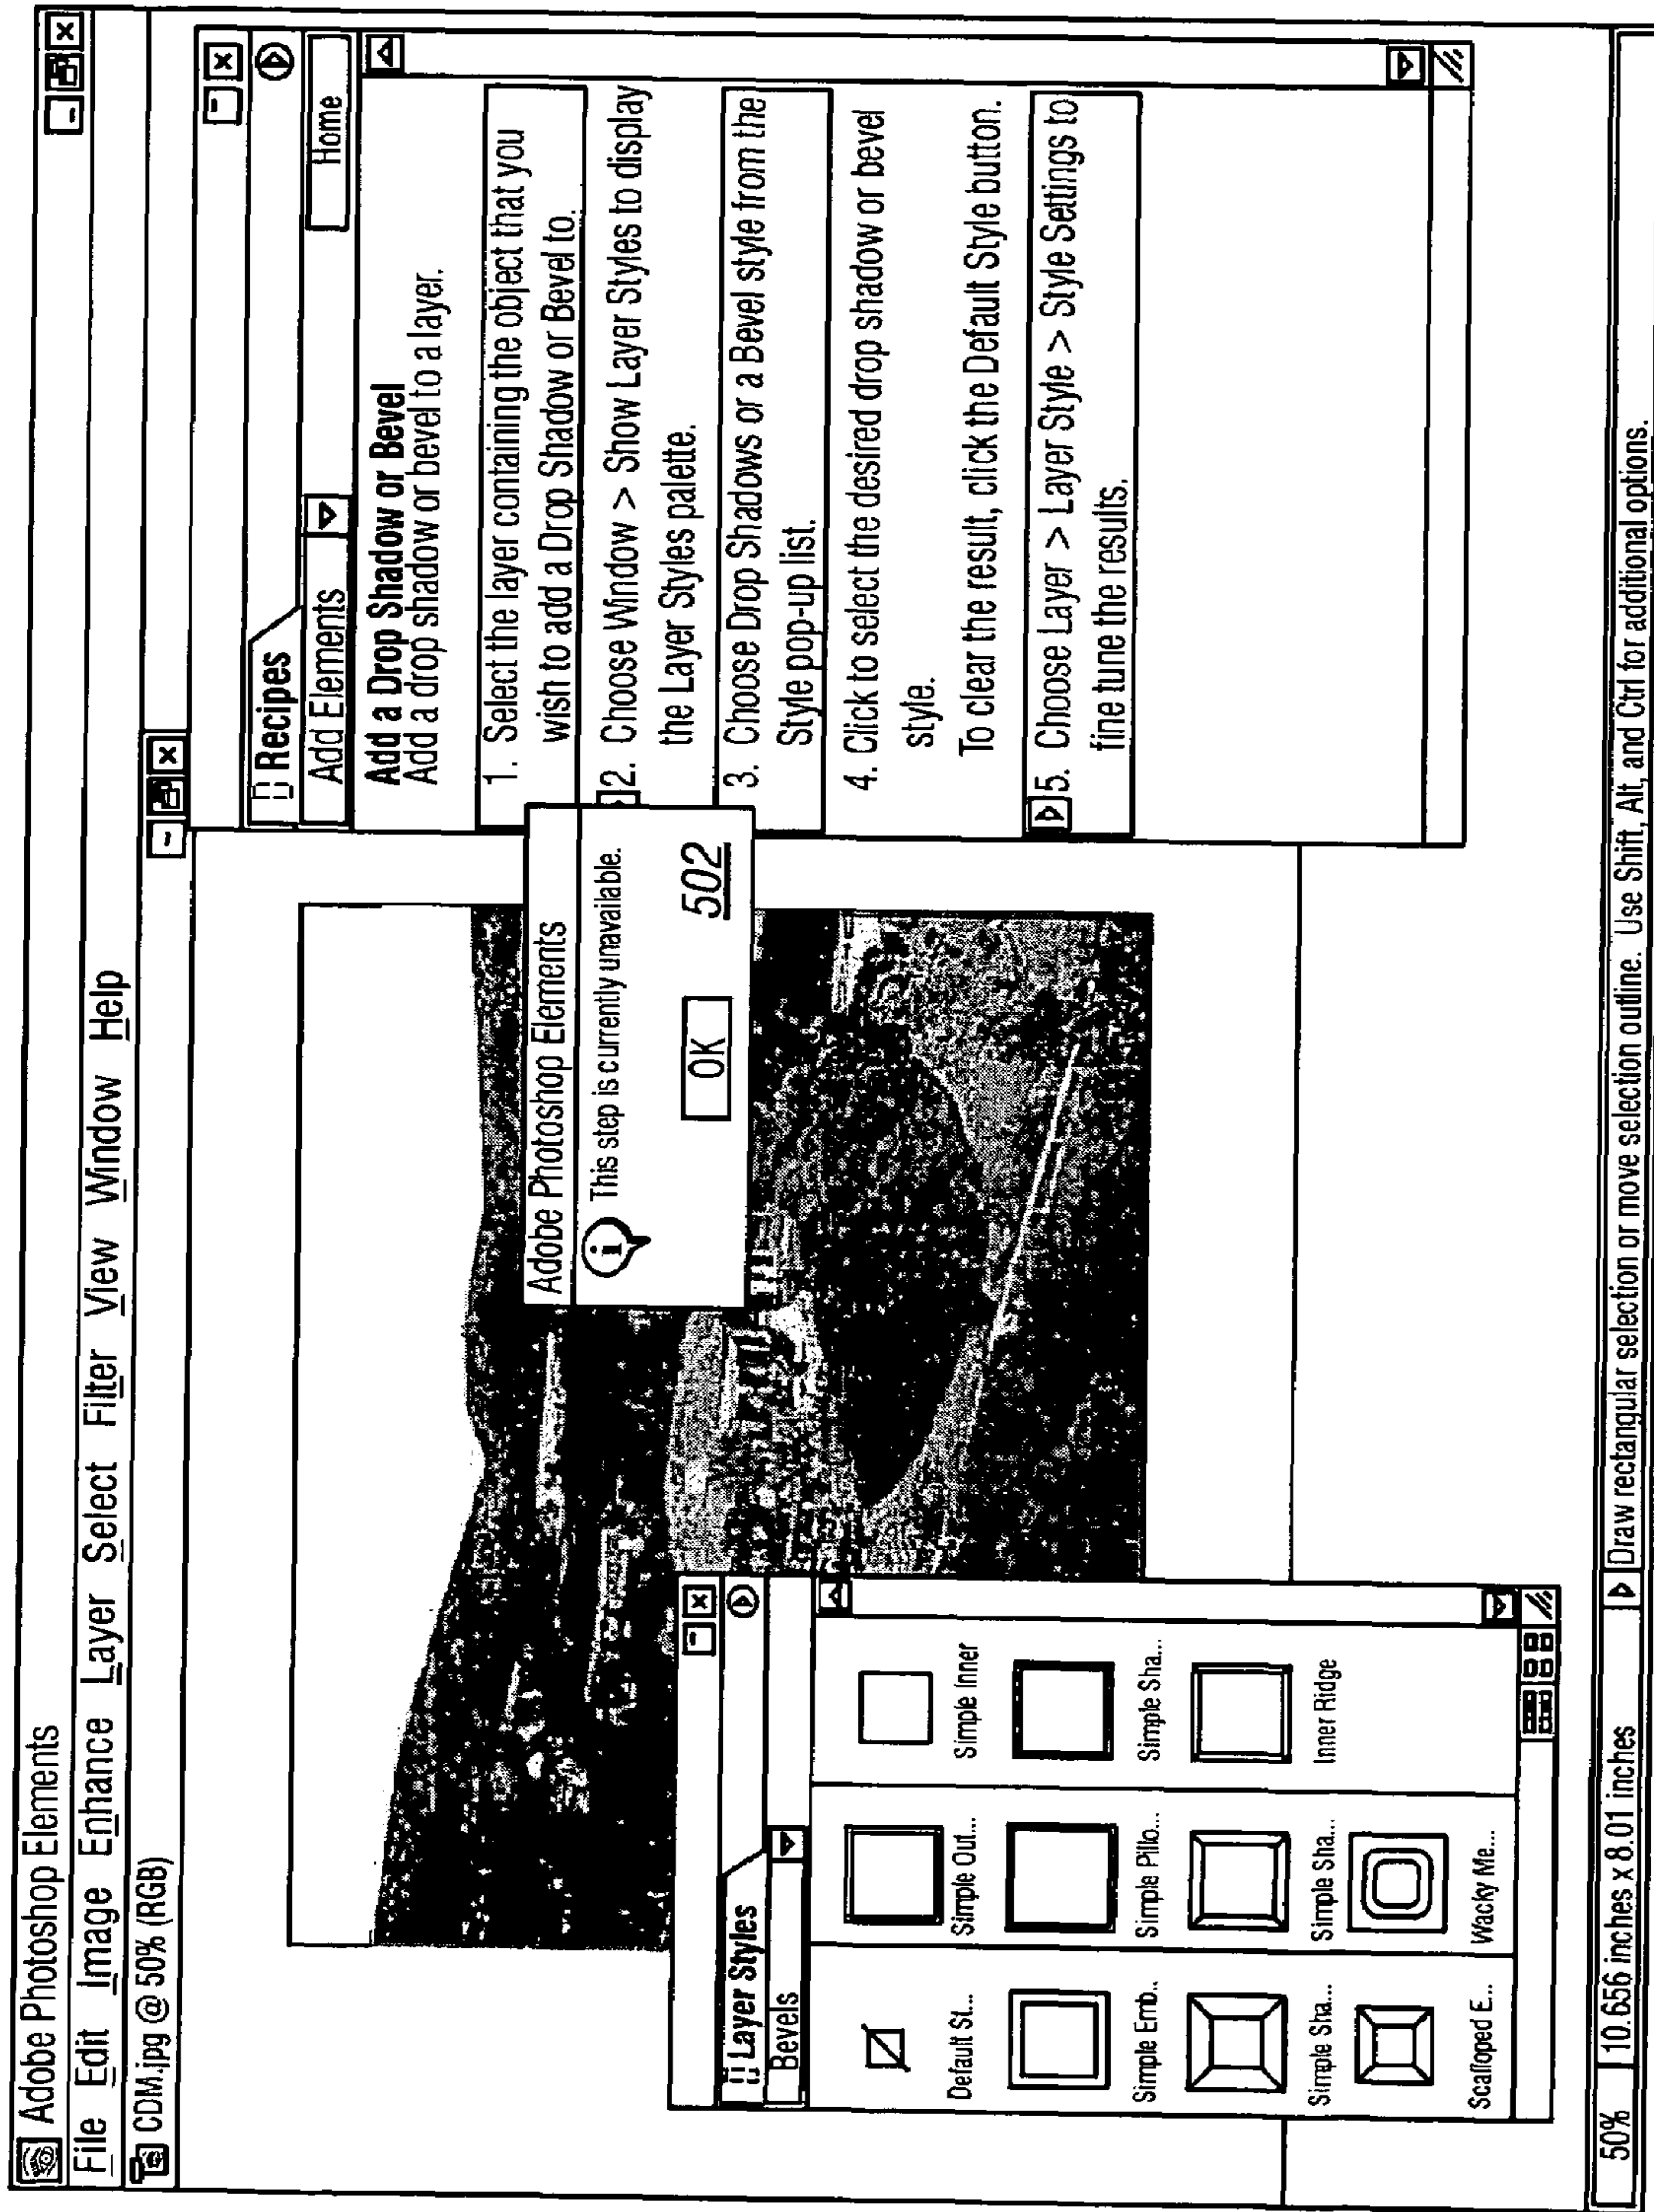 Adobe Photoshop Elements
File Edit Image Enhance Layer Select Filter View Window Help
CDM.jpg @ 50% (RGB)
Recipes
Add Elements
Home
Add a Drop Shadow or Bevel
Add a drop shadow or bevel to a layer.
1. Select the layer containing the object that you
wish to add a Drop Shadow or Bevel to.
2. Choose Window > Show Layer Styles to display
the Layer Styles palette.
3. Choose Drop Shadows or a Bevel style from the
Style pop-up list.
4. Click to select the desired drop shadow or bevel
style.
To clear the result, click the Default Style button.
5. Choose Layer > Layer Style > Style Settings to
fine tune the results.
Adobe Photoshop Elements
This step is currently unavailable.
OK
502
Layer Styles
Bevels
Default St...
Simple Out...
Simple Inner
Simple Emb...
Simple Pillo...
Simple Sha...
Simple Sha...
Simple Sha...
Inner Ridge
Scalloped E...
Wacky Me...
50%
10.656 inches x 8.01 inches
Draw rectangular selection or move selection outline. Use Shift, Alt, and Ctrl for additional options.